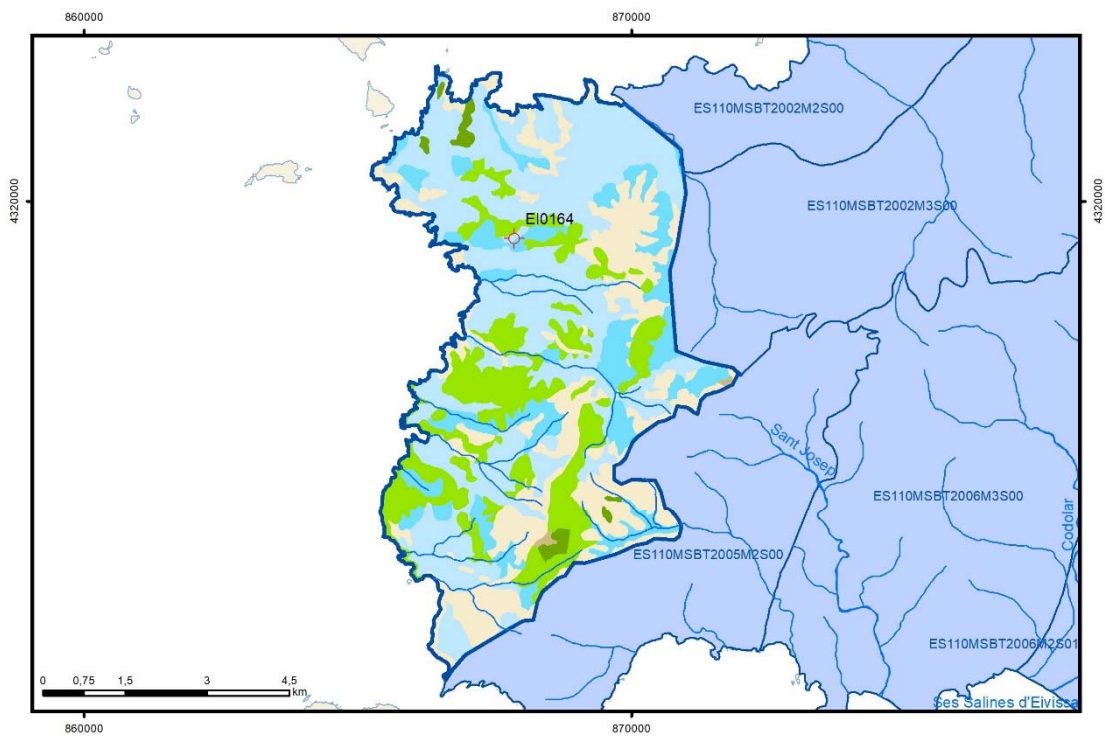 860000
870000
ES110MSBT2002M2S00
4320000
4320000
ES110MSBT2002M3S00
EI0164
Sant Josep
ES110MSBT2006M3S00
Codolar
ES110MSBT2005M2S00
ES110MSBT2006M2S01
0 0,75 1,5 3 4,5
km
Ses Salines d'Eivissa
860000
870000